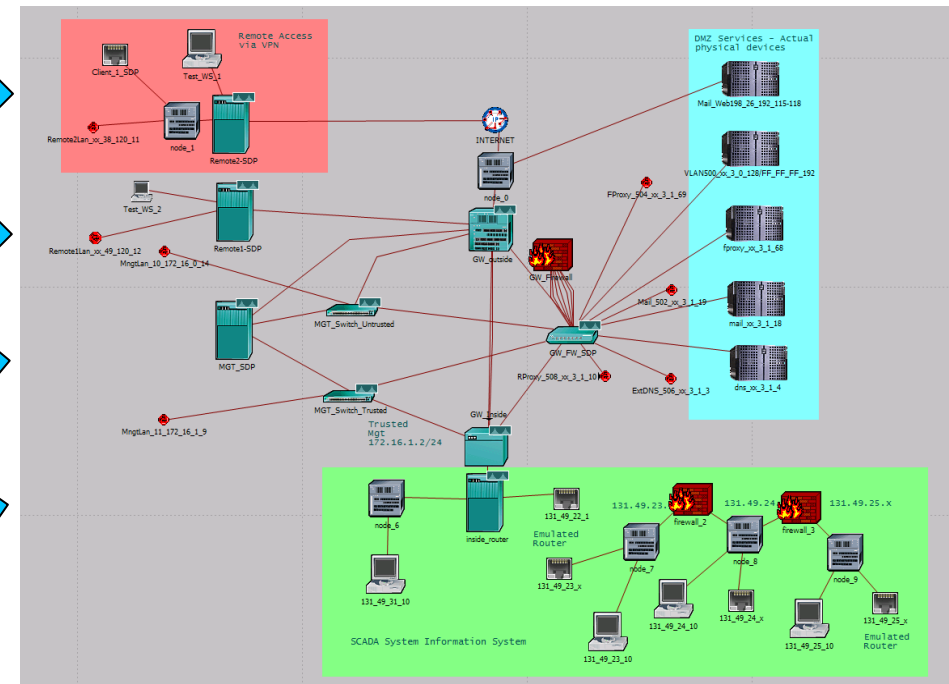 Remote Access
via VPN
Client_1_SDP
Test_WS_1
Remote2Lan_xx_38_120_11
node_1
Remote2-SDP
IP
INTERNET
node_0
DMZ Services - Actual
physical devices
Mail_Web198_26_192_115-118
VLAN500_xx_3_0_128/FF_FF_FF_192
FProxy_504_xx_3_1_69
fproxy_xx_3_1_68
Test_WS_2
Remote1Lan_xx_49_120_12
Remote1-SDP
MngtLan_10_172_16_0_14
GW_outside
GW_Firewall
Mail_502_xx_3_1_19
mail_xx_3_1_18
MGT_Switch_Untrusted
MGT_SDP
GW_FW_SDP
RProxy_508_xx_3_1_10
ExtDNS_506_xx_3_1_3
dns_xx_3_1_4
MGT_Switch_Trusted
MngtLan_11_172_16_1_9
Trusted
Mgt
172.16.1.2/24
GW_Inside
node_6
inside_router
131_49_22_1
Emulated
Router
131.49.23.
firewall_2
131.49.24.
firewall_3
131.49.25.x
node_7
node_8
node_9
131_49_31_10
131_49_23_x
131_49_23_10
131_49_24_10
131_49_24_x
131_49_25_10
131_49_25_x
Emulated
Router
SCADA System Information System